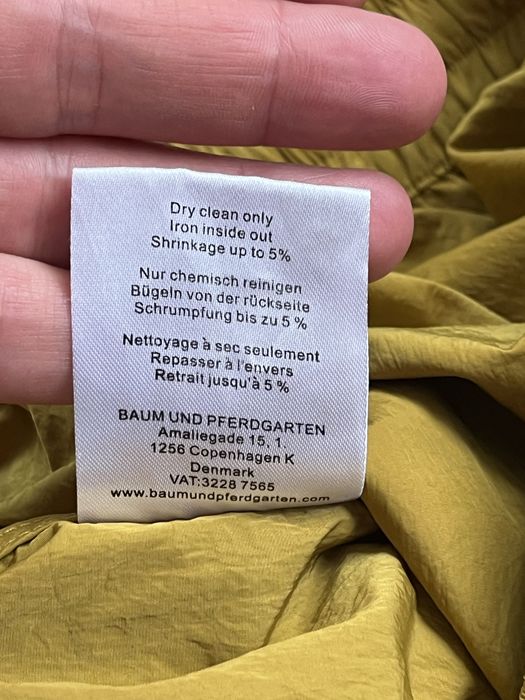 Dry clean only
Iron inside out
Shrinkage up to 5%
Nur chemisch reinigen
Bügeln von der rückseite
Schrumpfung bis zu 5 %
Nettoyage à sec seulement
Repasser à l'envers
Retrait jusqu'à 5 %
BAUM UND PFERDGARTEN
Amaliegade 15, 1.
1256 Copenhagen K
Denmark
VAT:3228 7565
www.baumundpferdgarten.com